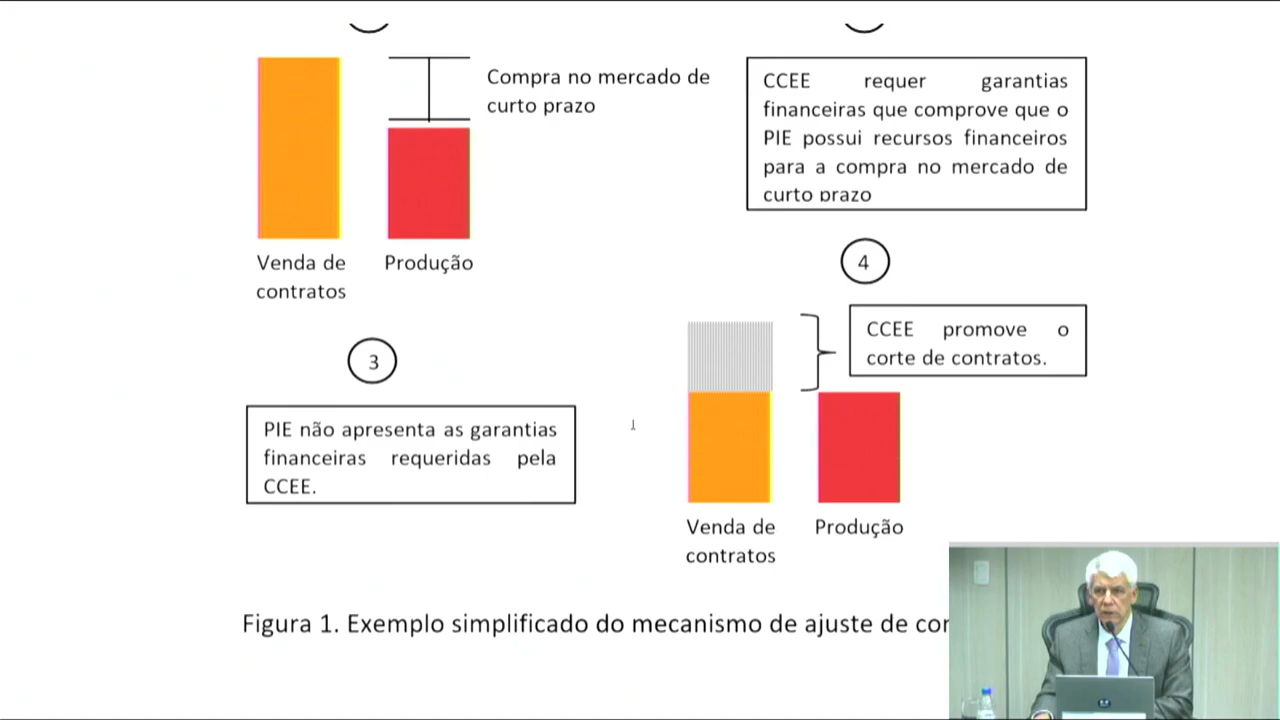 Compra no mercado de
curto prazo
Venda de
contratos
Produção
CCEE requer garantias
financeiras que comprove que o
PIE possui recursos financeiros
para a compra no mercado de
curto prazo
3
PIE não apresenta as garantias
financeiras requeridas pela
CCEE.
4
CCEE promove o
corte de contratos.
Venda de
contratos
Produção
Figura 1. Exemplo simplificado do mecanismo de ajuste de con